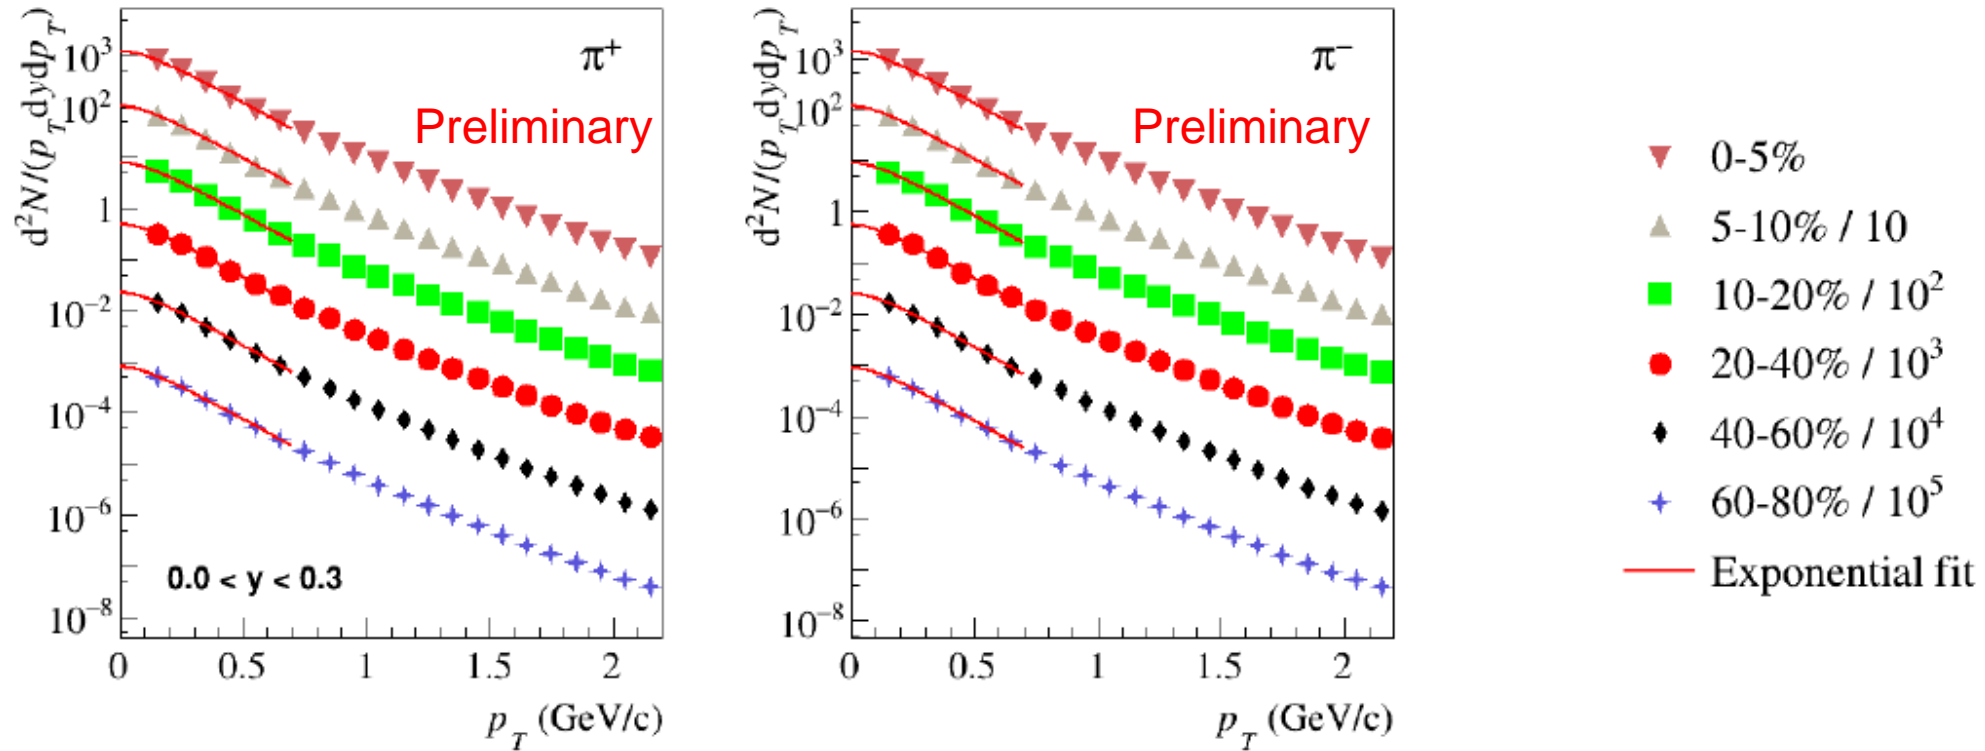 d²N/(p_T dydp_T)
10³
10²
1
10⁻²
10⁻⁴
10⁻⁶
10⁻⁸
π⁺
Preliminary
0.0 < y < 0.3
0 0.5 1 1.5 2
p_T (GeV/c)
d²N/(p_T dydp_T)
10³
10²
1
10⁻²
10⁻⁴
10⁻⁶
10⁻⁸
π⁻
Preliminary
0 0.5 1 1.5 2
p_T (GeV/c)
0-5%
5-10% / 10
10-20% / 10²
20-40% / 10³
40-60% / 10⁴
60-80% / 10⁵
Exponential fit